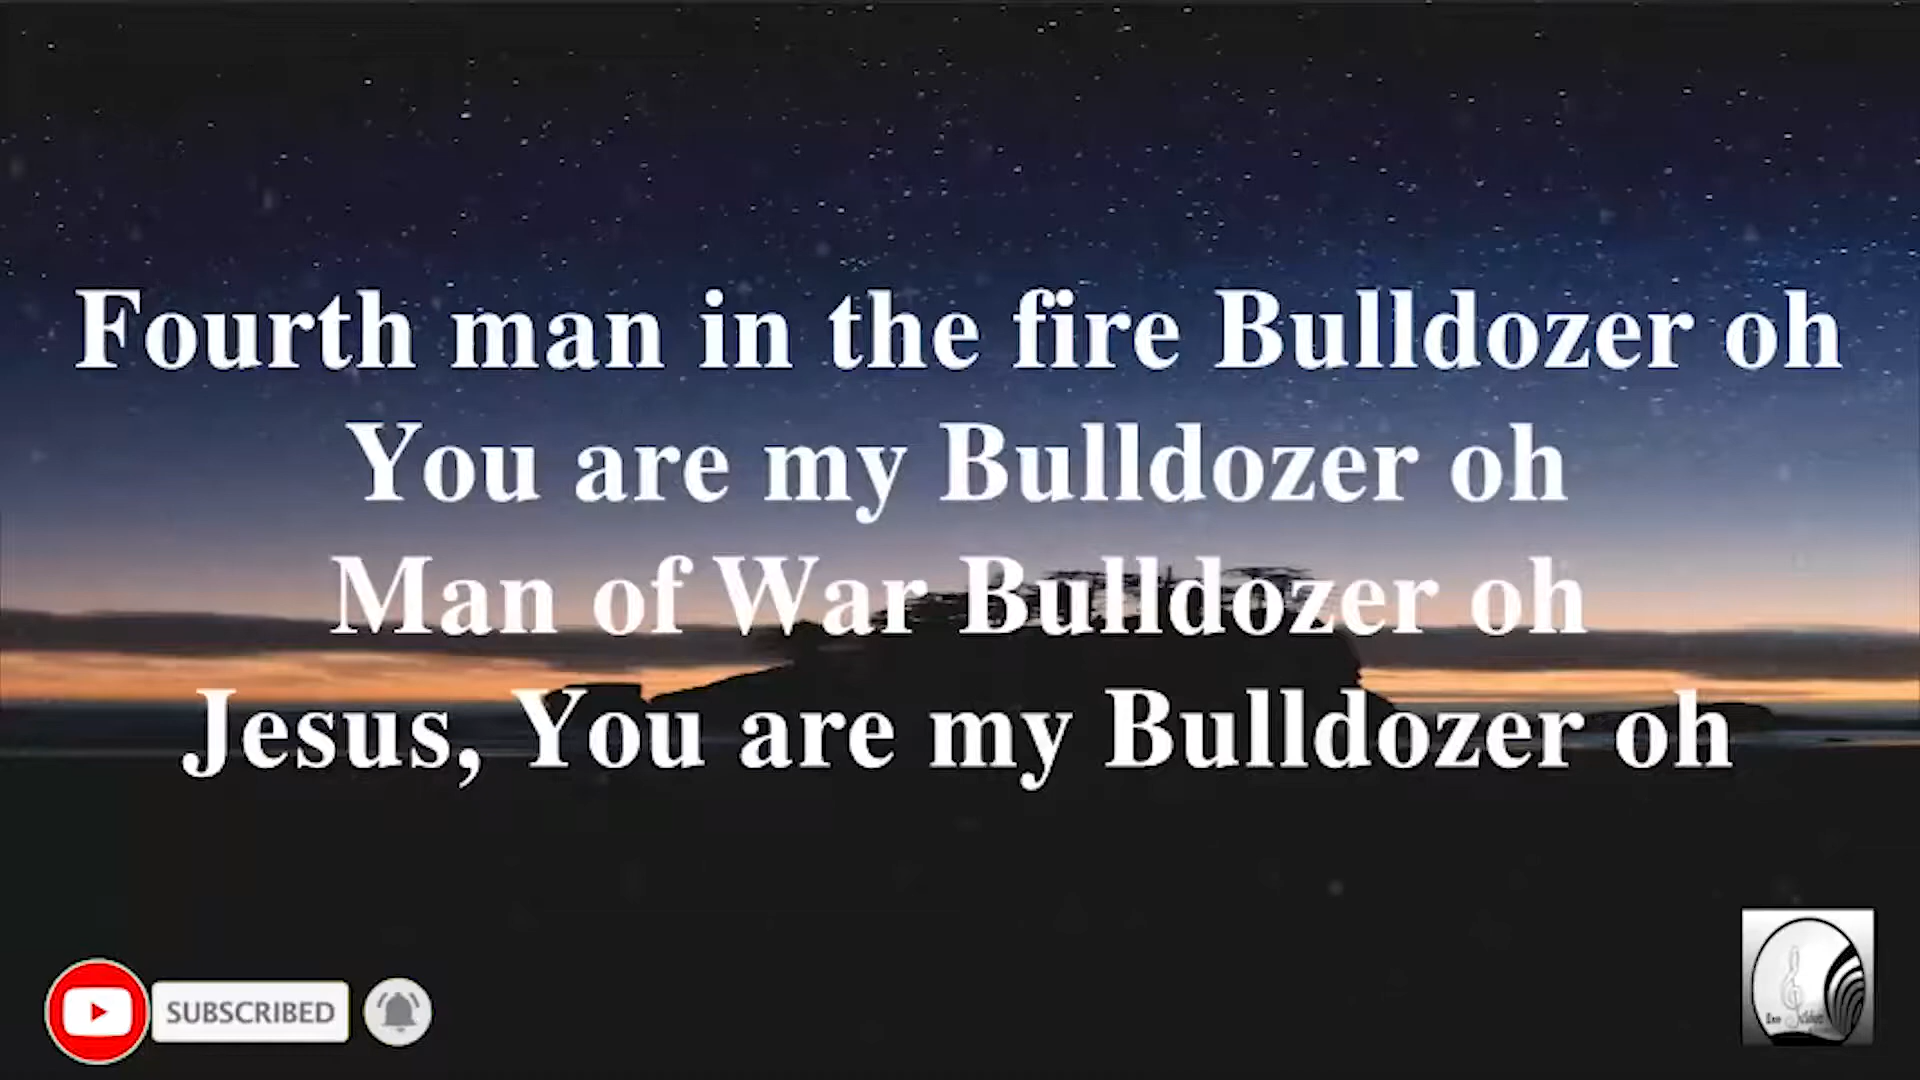 Fourth man in the fire Bulldozer oh
You are my Bulldozer oh
Man of War Bulldozer oh
Jesus, You are my Bulldozer oh
SUBSCRIBED